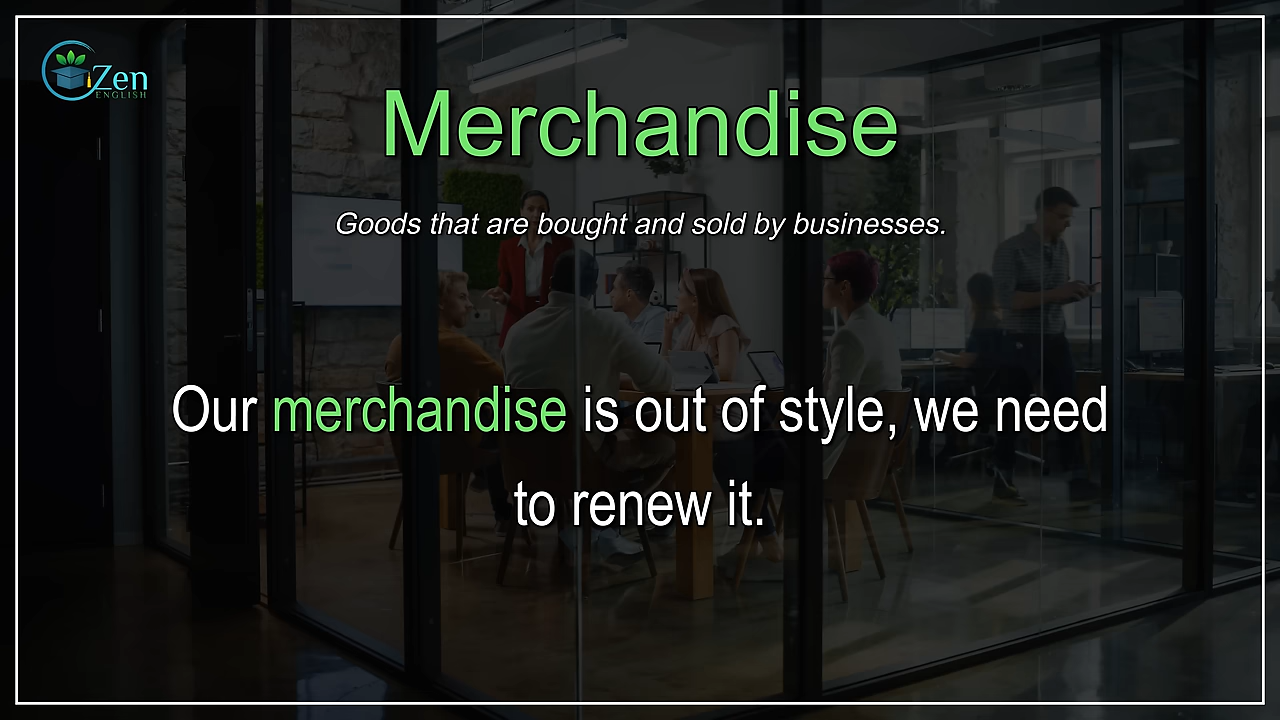 Zen
ENGLISH
Merchandise
Goods that are bought and sold by businesses.
Our merchandise is out of style, we need
to renew it.